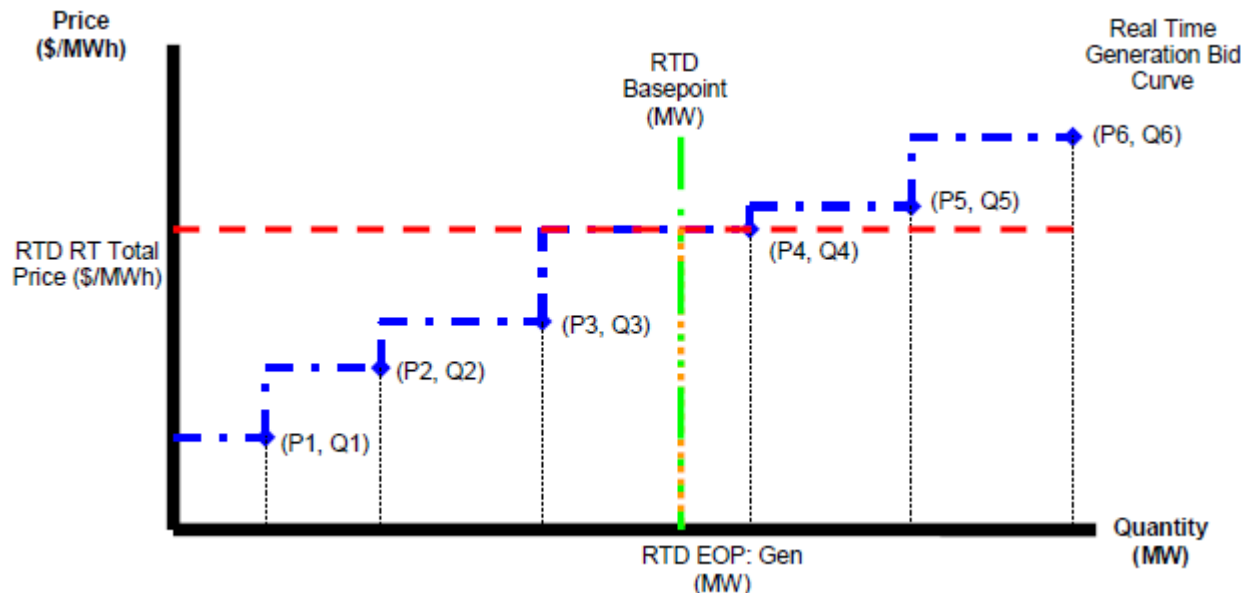 Price
($/MWh)
Real Time
Generation Bid
Curve
RTD
Basepoint
(MW)
(P6, Q6)
(P5, Q5)
RTD RT Total
Price ($/MWh)
(P4, Q4)
(P3, Q3)
(P2, Q2)
(P1, Q1)
Quantity
(MW)
RTD EOP: Gen
(MW)